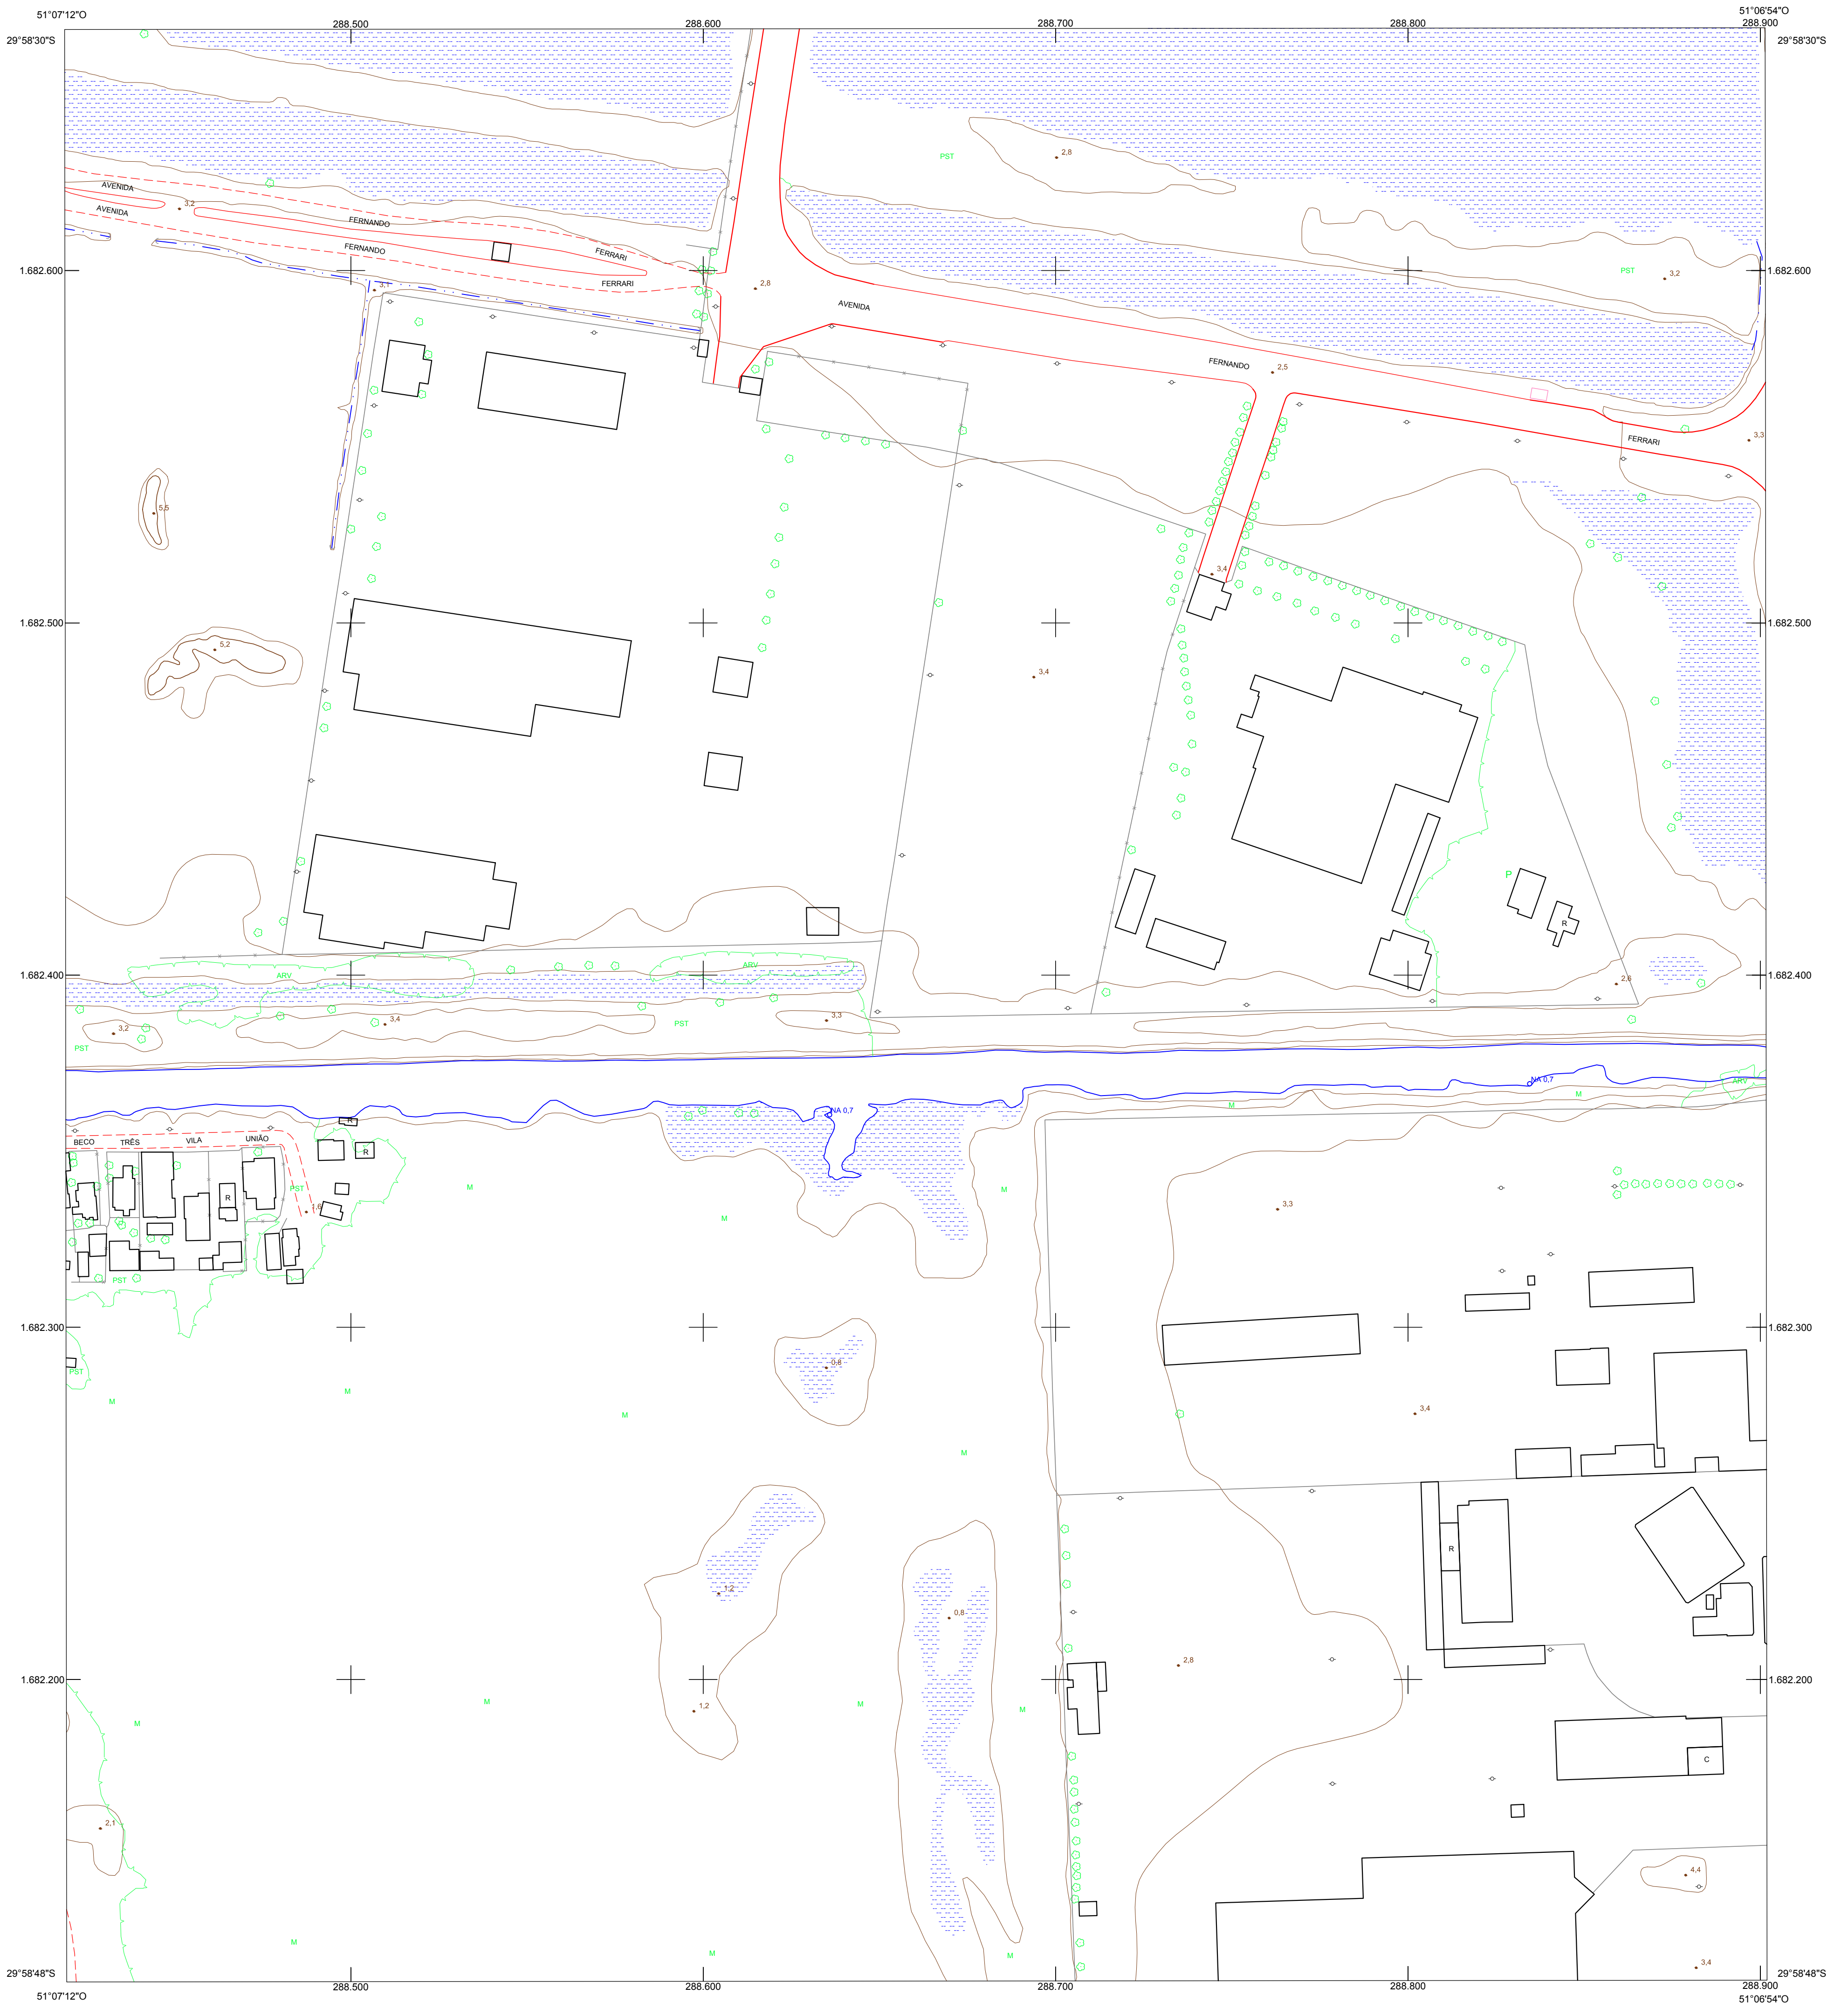 51°07'12"O
51°06'54"O
288.500
288.600
288.700
288.800
288.900
29°58'30"S
29°58'30"S
PST
2,8
AVENIDA
3,2
AVENIDA
FERNANDO
FERNANDO
FERRARI
FERRARI
1.682.600
1.682.600
PST
3,2
3,1
2,8
AVENIDA
FERNANDO
2,5
FERRARI
3,3
5,5
3,4
1.682.500
1.682.500
5,2
3,4
P
R
1.682.400
1.682.400
ARV
ARV
2,6
3,2
3,4
PST
3,3
PST
NA 0,7
ARV
M
M
NA 0,7
R
BECO
TRÊS
VILA
UNIÃO
R
M
PST
M
R
1,6
M
3,3
PST
1.682.300
1.682.300
0,8
PST
M
M
M
3,4
M
R
1,2
0,8
2,8
1.682.200
1.682.200
M
M
M
1,2
M
C
2,1
4,4
M
M
M
3,4
29°58'48"S
29°58'48"S
288.500
288.600
288.700
288.800
288.900
51°07'12"O
51°06'54"O